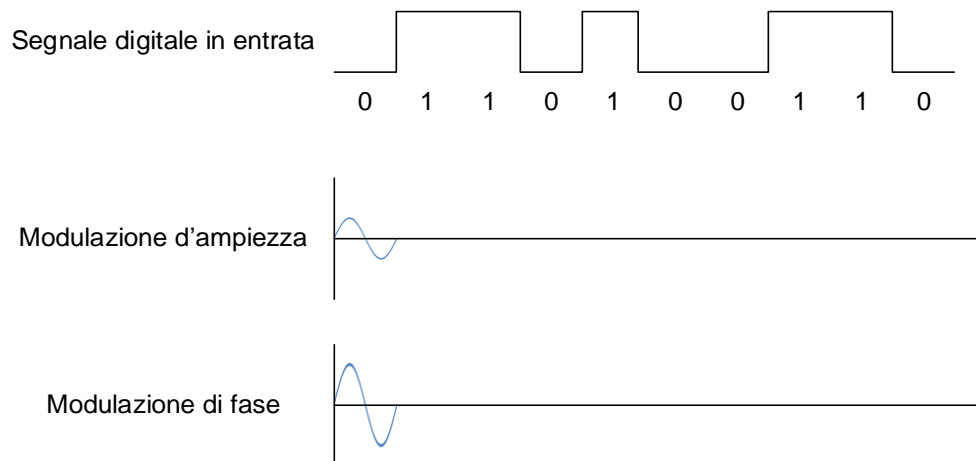 Segnale digitale in entrata
0 1 1 0 1 0 0 1 1 0
Modulazione d'ampiezza
Modulazione di fase